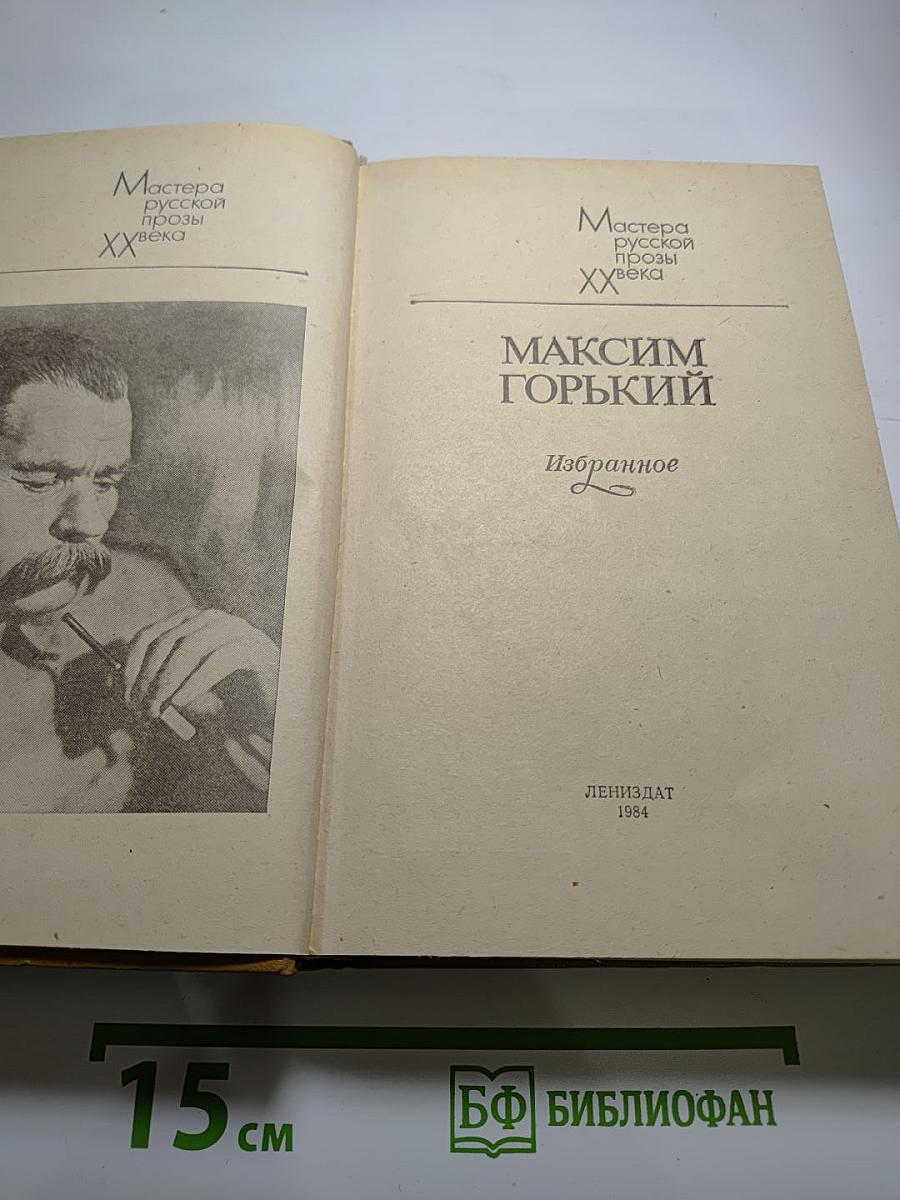 Мастера
русской
прозы
XX века
Мастера
русской
прозы
XX века
МАКСИМ
ГОРЬКИЙ
Избранное
ЛЕНИЗДАТ
1984
15 см
БФ БИБЛИОФАН